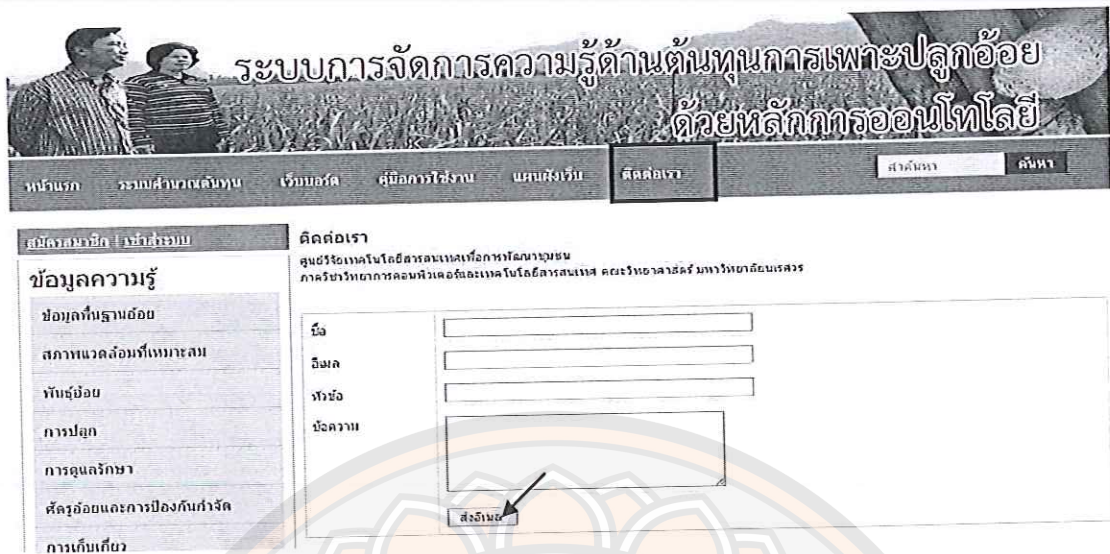 ระบบการจัดการความรู้ด้านต้นทุนการเพาะปลูกอ้อย
ด้วยหลักการออนโทโลยี
หน้าแรก ระบบคำนวณต้นทุน เว็บบอร์ด คู่มือการใช้งาน แผนผังเว็บ ติดต่อเรา คำค้นหา ค้นหา
สมัครสมาชิก | เข้าสู่ระบบ
ข้อมูลความรู้
ข้อมูลพื้นฐานอ้อย
สภาพแวดล้อมที่เหมาะสม
พันธุ์อ้อย
การปลูก
การดูแลรักษา
ศัตรูอ้อยและการป้องกันกำจัด
การเก็บเกี่ยว
ติดต่อเรา
ศูนย์วิจัยเทคโนโลยีสารสนเทศเพื่อการพัฒนาชุมชน
ภาควิชาวิทยาการคอมพิวเตอร์และเทคโนโลยีสารสนเทศ คณะวิทยาศาสตร์ มหาวิทยาลัยนเรศวร
ชื่อ
อีเมล
หัวข้อ
ข้อความ
ส่งอีเมล